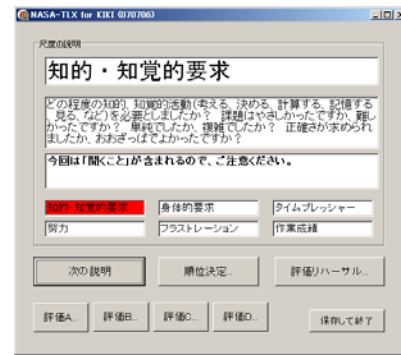 NASA-TLX for KIKI (070706)
尺度の説明
知的・知覚的要求
どの程度の知的、知覚的活動(考える、決める、計算する、記憶する
、見る、など)を必要としましたか？ 課題はやさしかったですか、難し
かったですか？ 単純でしたか、複雑でしたか？ 正確さが求められ
ましたか、おおざっぱでよかったですか？
今回は「聞くこと」が含まれるので、ご注意ください。
知的・知覚的要求 身体的要求 タイムプレッシャー
努力 フラストレーション 作業成績
次の説明 順位決定... 評価リハーサル...
評価A... 評価B... 評価C... 評価D... 保存して終了